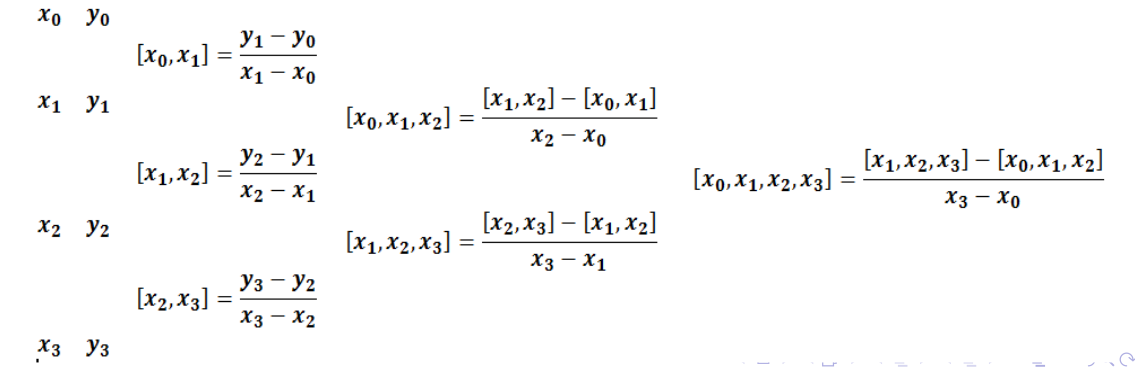 x₀ y₀
[x₀, x₁] = (y₁ − y₀)/(x₁ − x₀)
x₁ y₁
[x₀, x₁, x₂] = ([x₁, x₂] − [x₀, x₁])/(x₂ − x₀)
[x₁, x₂] = (y₂ − y₁)/(x₂ − x₁)
[x₀, x₁, x₂, x₃] = ([x₁, x₂, x₃] − [x₀, x₁, x₂])/(x₃ − x₀)
x₂ y₂
[x₁, x₂, x₃] = ([x₂, x₃] − [x₁, x₂])/(x₃ − x₁)
[x₂, x₃] = (y₃ − y₂)/(x₃ − x₂)
x₃ y₃